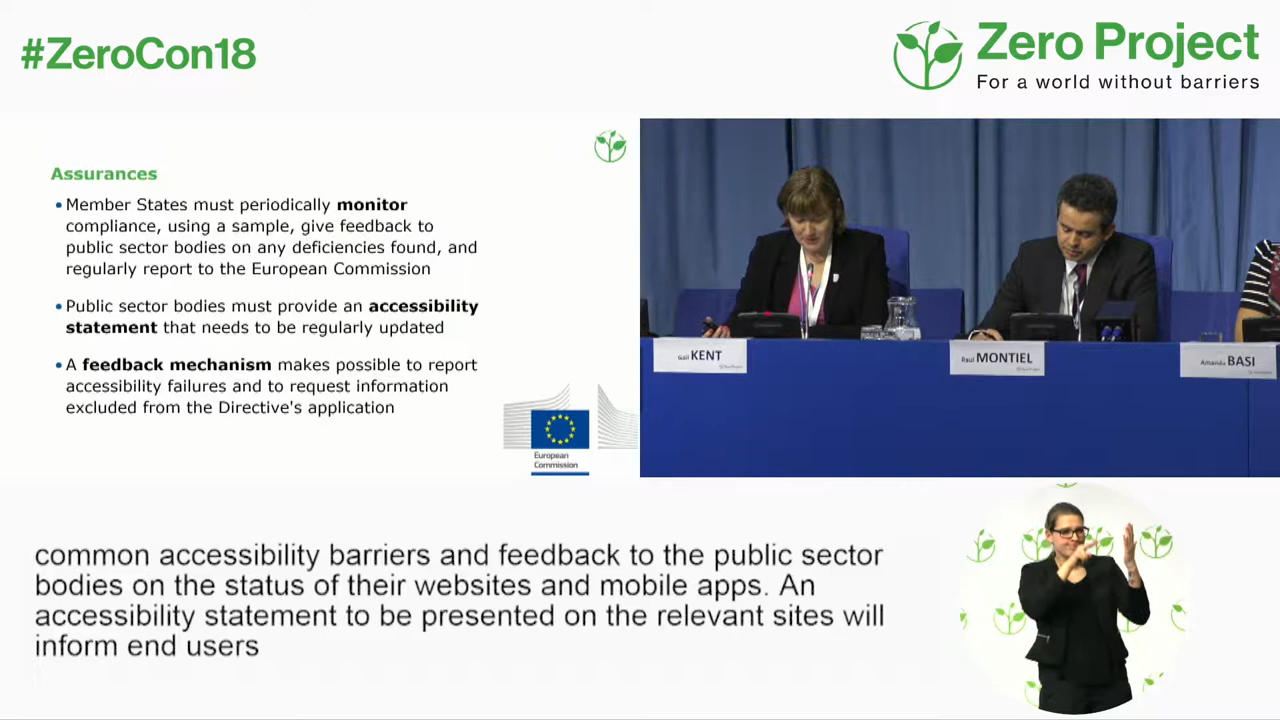 #ZeroCon18
Zero Project
For a world without barriers
Assurances
•Member States must periodically monitor
compliance, using a sample, give feedback to
public sector bodies on any deficiencies found, and
regularly report to the European Commission
•Public sector bodies must provide an accessibility
statement that needs to be regularly updated
•A feedback mechanism makes possible to report
accessibility failures and to request information
excluded from the Directive's application
European
Commission
Gail KENT
Raul MONTIEL
Amanda BASI
common accessibility barriers and feedback to the public sector
bodies on the status of their websites and mobile apps. An
accessibility statement to be presented on the relevant sites will
inform end users